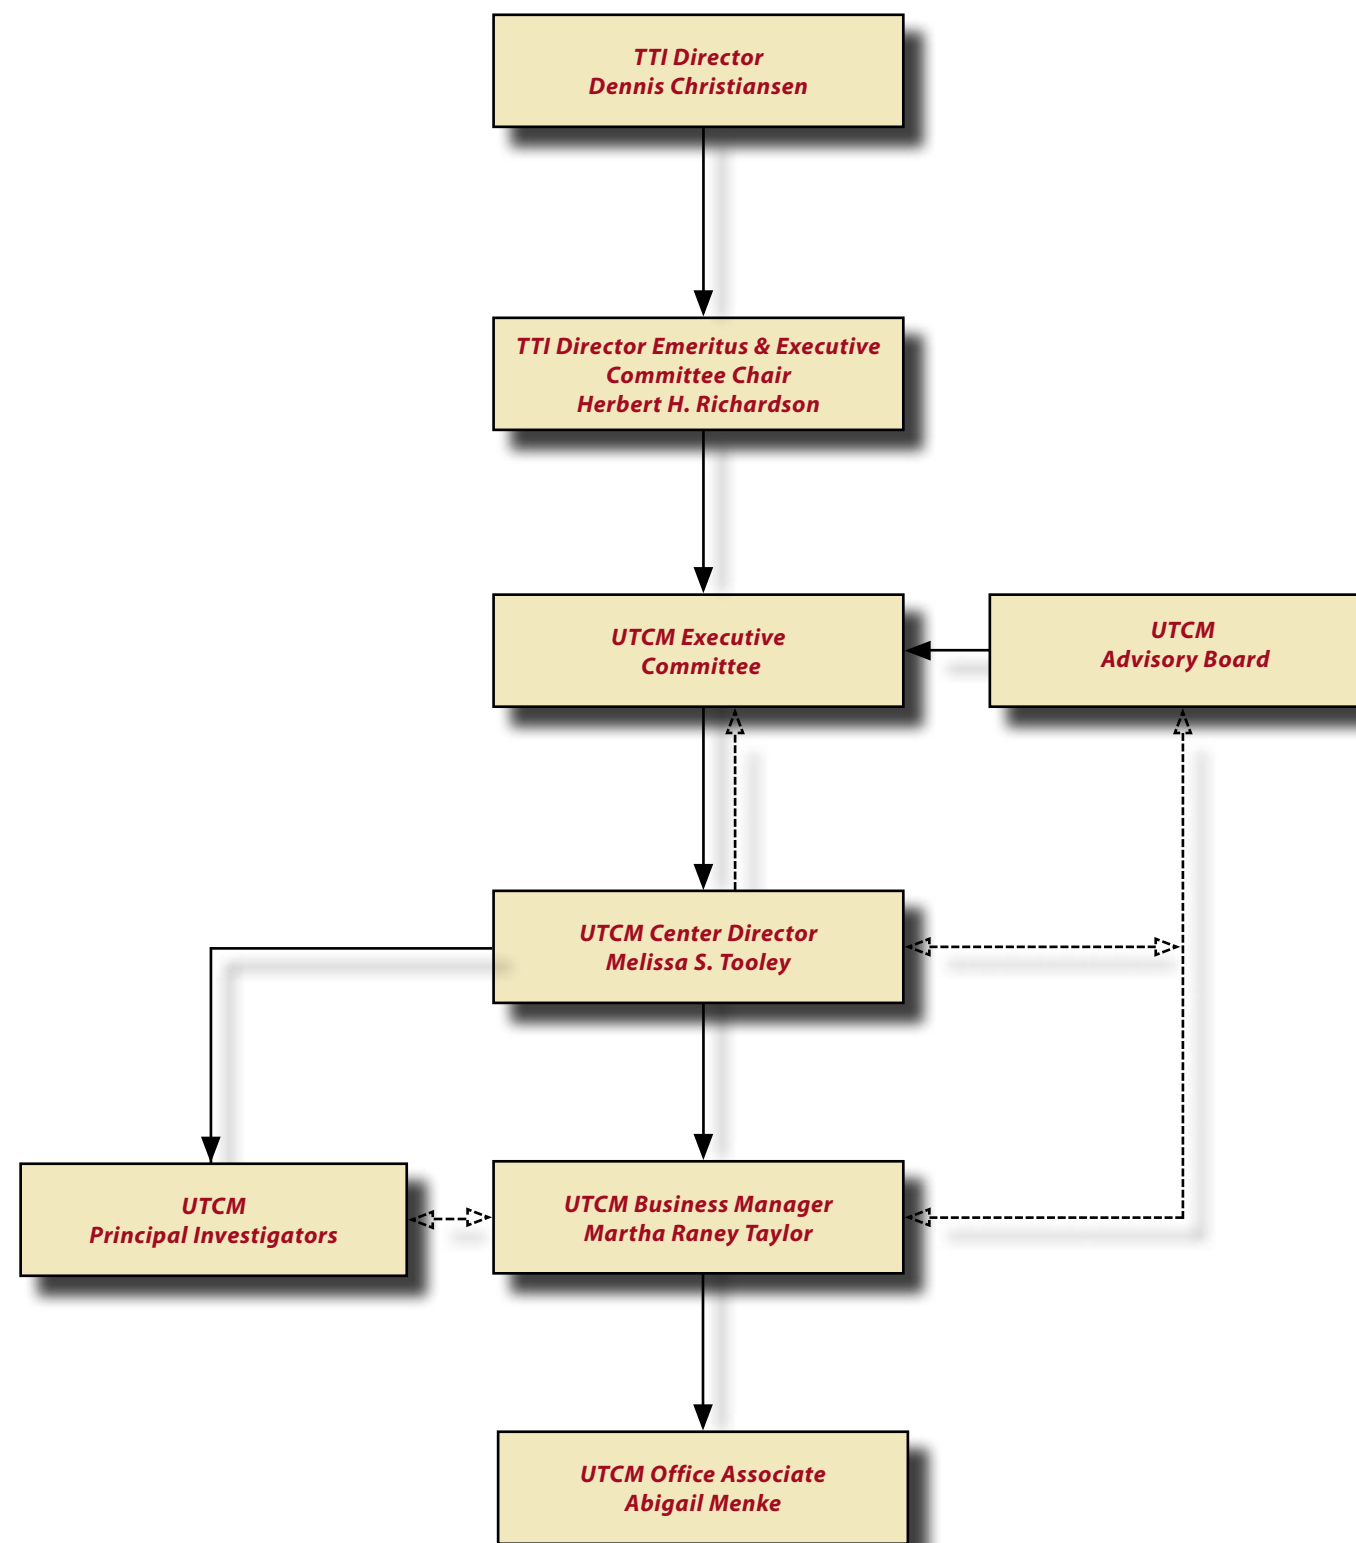 TTI Director
Dennis Christiansen
TTI Director Emeritus & Executive
Committee Chair
Herbert H. Richardson
UTCM Executive
Committee
UTCM
Advisory Board
UTCM Center Director
Melissa S. Tooley
UTCM
Principal Investigators
UTCM Business Manager
Martha Raney Taylor
UTCM Office Associate
Abigail Menke